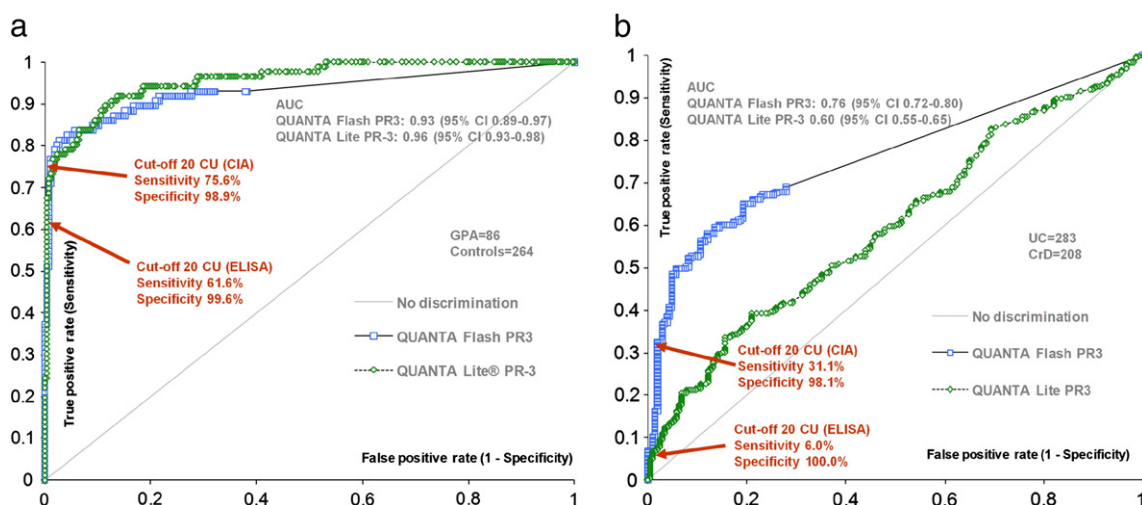 a
True positive rate (Sensitivity)
1
0.9
0.8
0.7
0.6
0.5
0.4
0.3
0.2
0.1
0
AUC
QUANTA Flash PR3: 0.93 (95% CI 0.89-0.97)
QUANTA Lite PR-3: 0.96 (95% CI 0.93-0.98)
Cut-off 20 CU (CIA)
Sensitivity 75.6%
Specificity 98.9%
Cut-off 20 CU (ELISA)
Sensitivity 61.6%
Specificity 99.6%
GPA=86
Controls=264
No discrimination
QUANTA Flash PR3
QUANTA Lite® PR-3
False positive rate (1 - Specificity)
0
0.2
0.4
0.6
0.8
1
b
True positive rate (Sensitivity)
1
0.9
0.8
0.7
0.6
0.5
0.4
0.3
0.2
0.1
0
AUC
QUANTA Flash PR3: 0.76 (95% CI 0.72-0.80)
QUANTA Lite PR-3 0.60 (95% CI 0.55-0.65)
UC=283
CrD=208
No discrimination
QUANTA Flash PR3
QUANTA Lite PR3
Cut-off 20 CU (CIA)
Sensitivity 31.1%
Specificity 98.1%
Cut-off 20 CU (ELISA)
Sensitivity 6.0%
Specificity 100.0%
False positive rate (1 - Specificity)
0
0.2
0.4
0.6
0.8
1